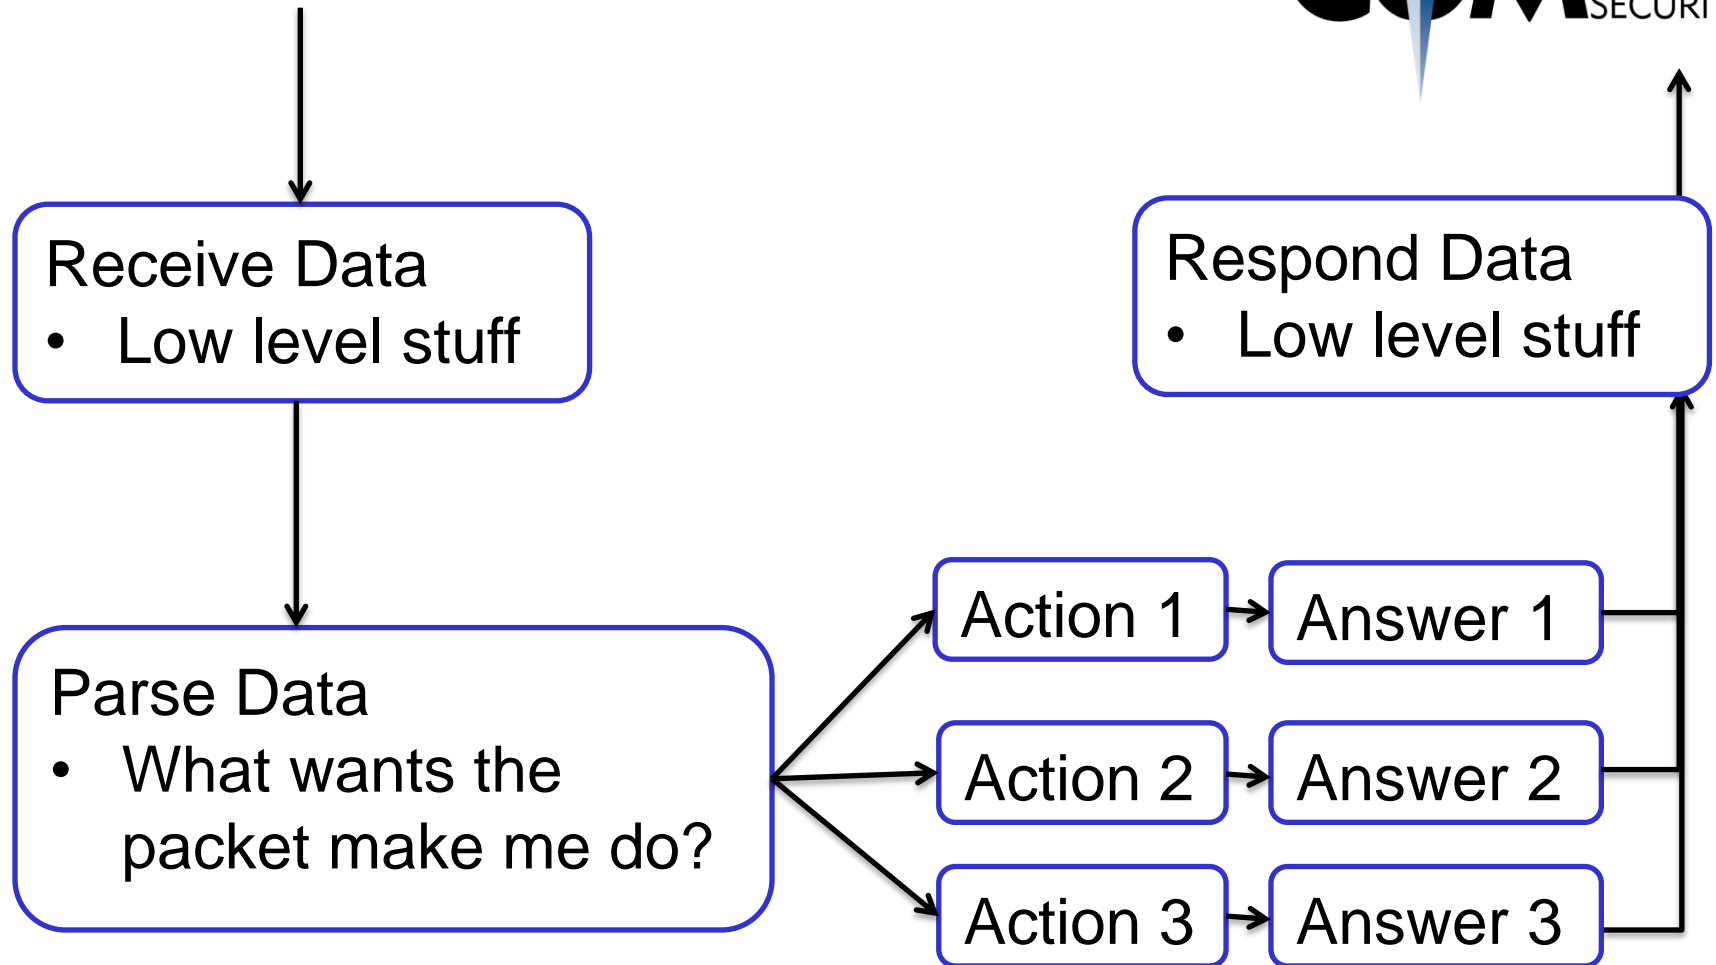 Receive Data
• Low level stuff
Respond Data
• Low level stuff
Parse Data
• What wants the
packet make me do?
Action 1
Answer 1
Action 2
Answer 2
Action 3
Answer 3